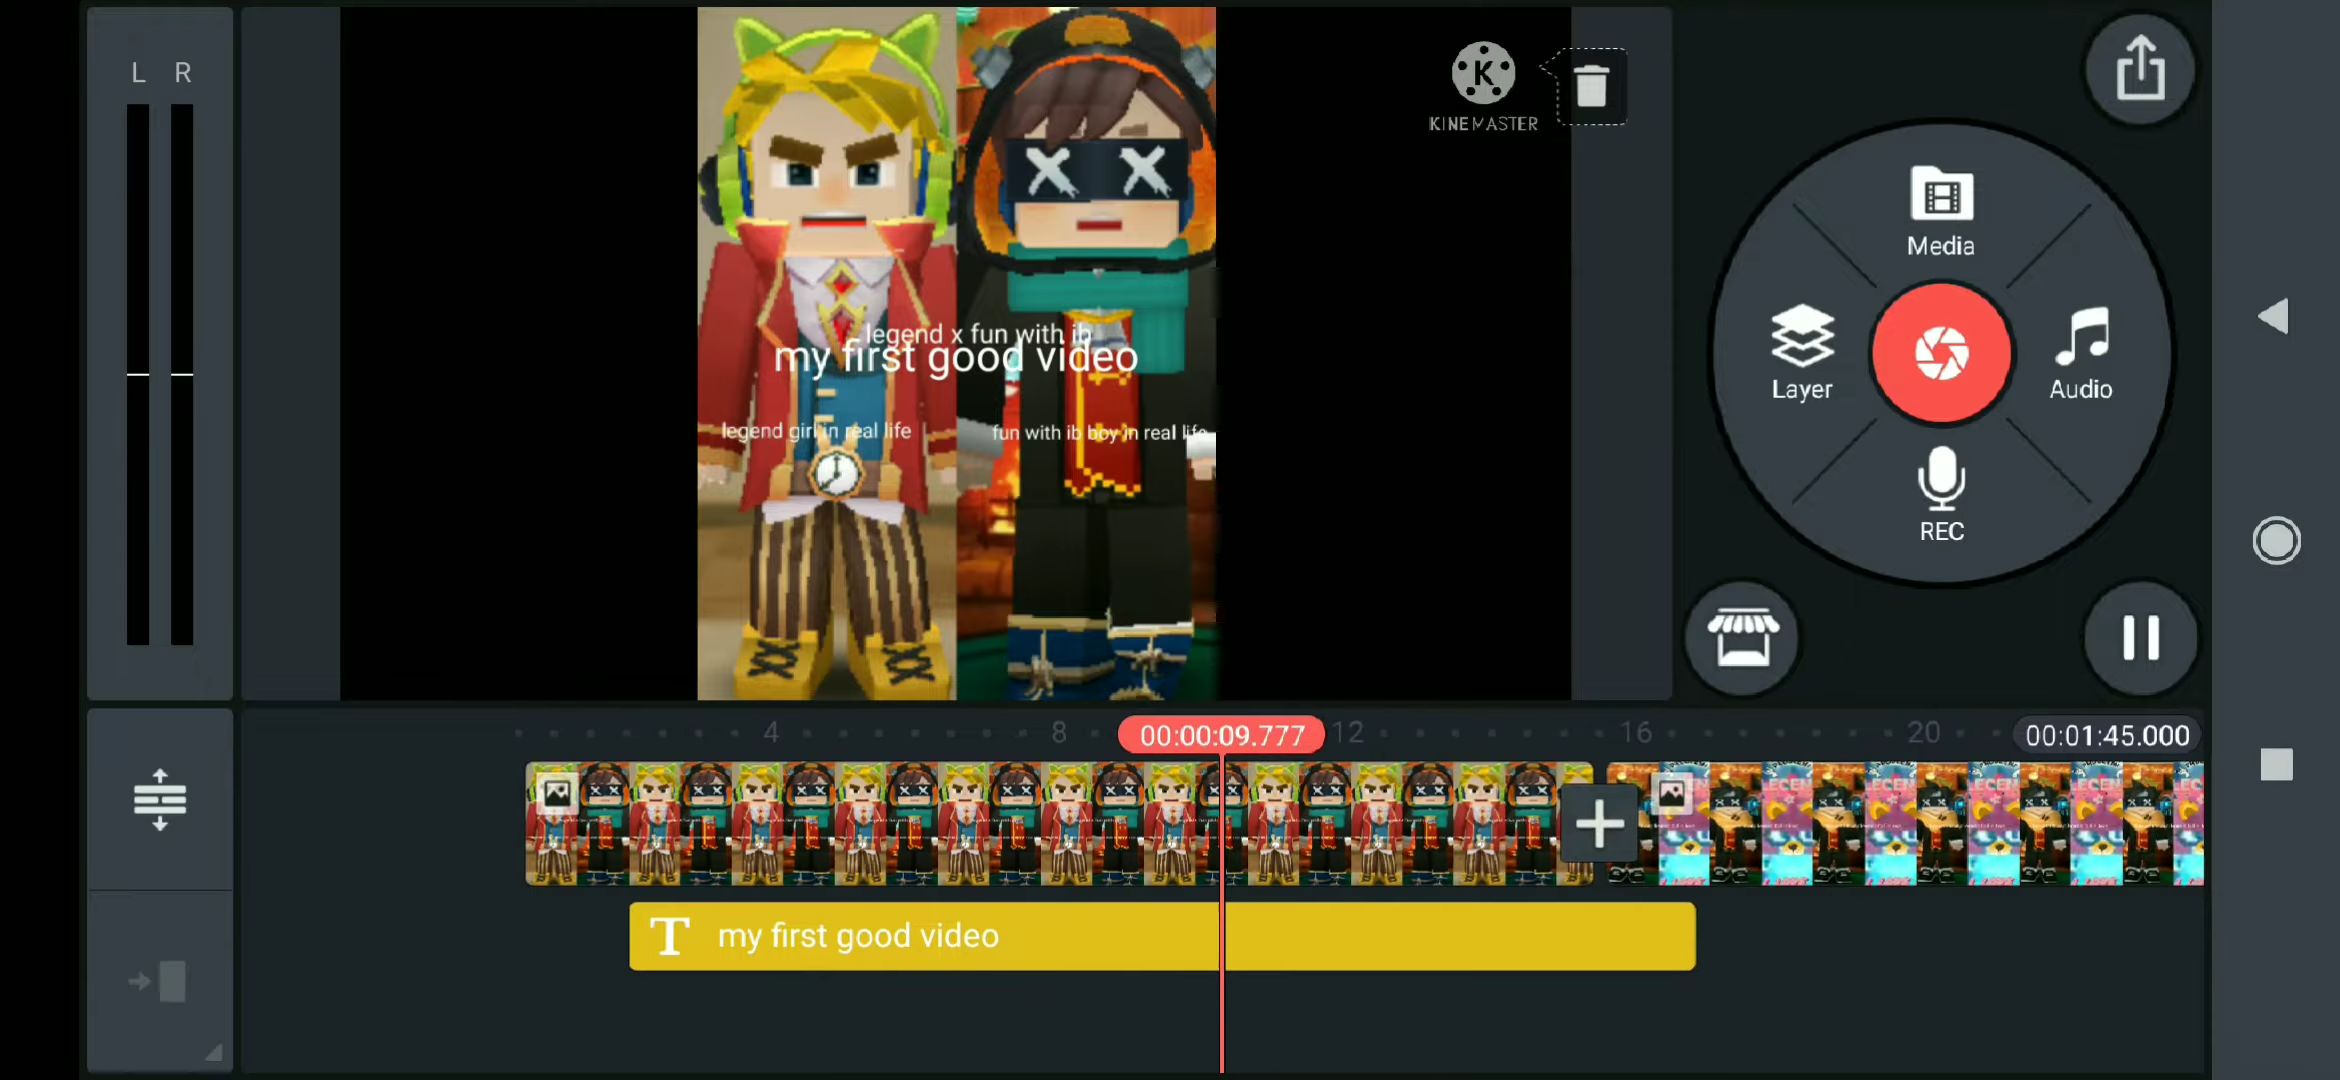 L R
KINEMASTER
Media
legend x fun with ib
my first good video
Layer
Audio
legend girl in real life
fun with ib boy in real life
REC
4
8
00:00:09.777
12
16
20
00:01:45.000
T my first good video